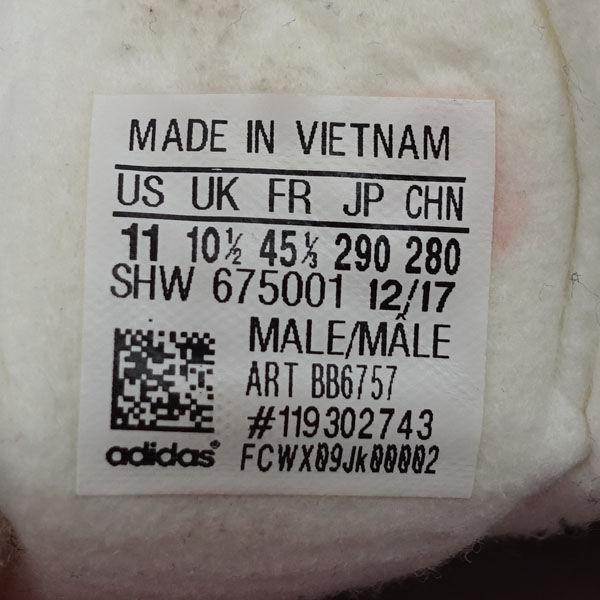 MADE IN VIETNAM
US UK FR JP CHN
11 10½ 45⅓ 290 280
SHW 675001 12/17
MALE/MÂLE
ART BB6757
#119302743
adidas® FCWX09Jk00002